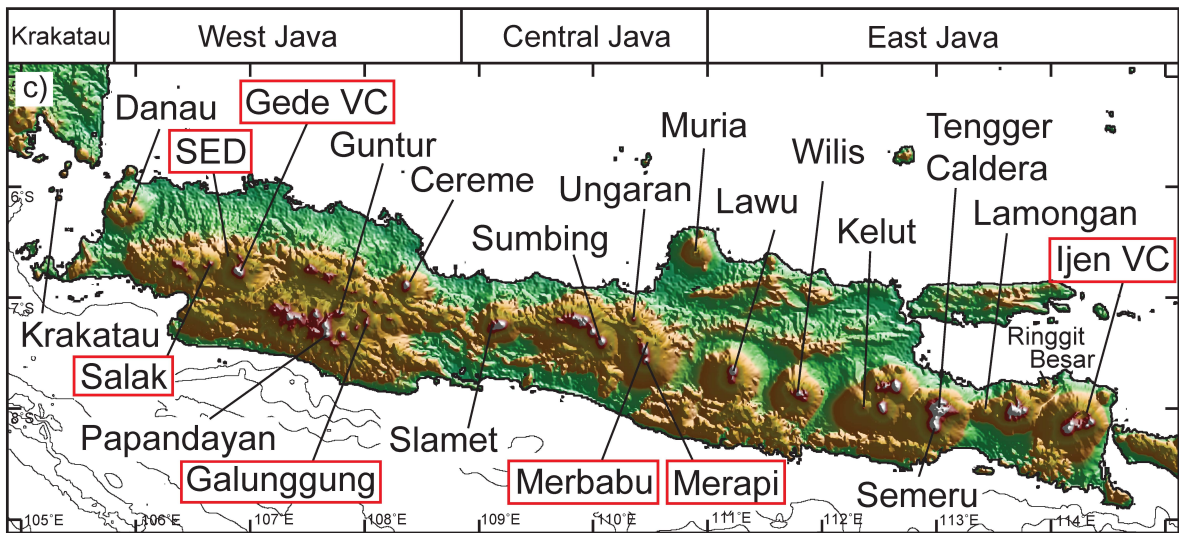 Krakatau
West Java
Central Java
East Java
c)
Danau
Gede VC
SED
Guntur
Cereme
Muria
Wilis
Tengger
Caldera
Ungaran
Lawu
Sumbing
Kelut
Lamongan
Ijen VC
6°S
7°S
8°S
Krakatau
Salak
Papandayan
Galunggung
Slamet
Merbabu
Merapi
Semeru
Ringgit
Besar
105°E
106°E
107°E
108°E
109°E
110°E
111°E
112°E
113°E
114°E